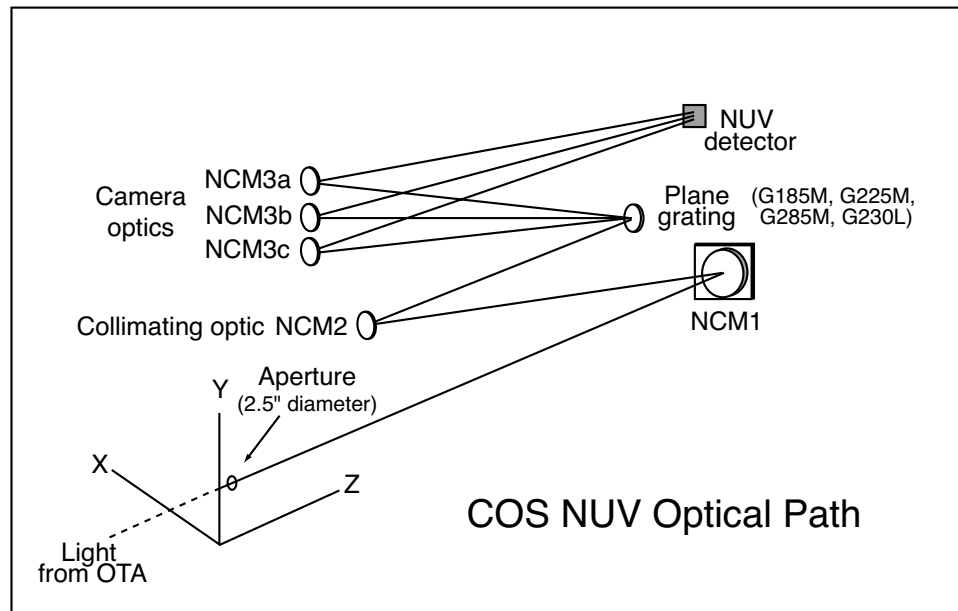 NUV
detector
NCM3a
Camera
optics
NCM3b
NCM3c
Plane
grating
(G185M, G225M,
G285M, G230L)
NCM1
Collimating optic NCM2
Aperture
(2.5" diameter)
Y
X
Z
Light
from OTA
COS NUV Optical Path